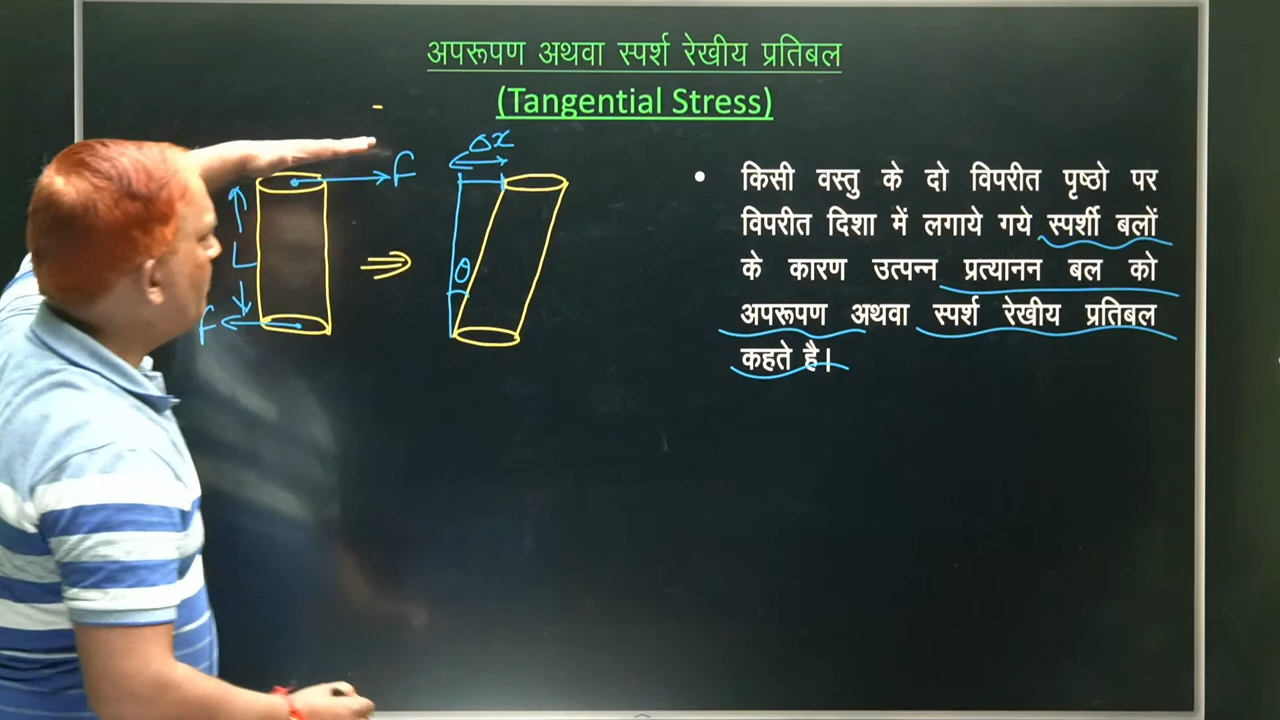 अपरूपण अथवा स्पर्श रेखीय प्रतिबल
(Tangential Stress)
Δx
F
L
F
θ
• किसी वस्तु के दो विपरीत पृष्ठो पर
विपरीत दिशा में लगाये गये स्पर्शी बलों
के कारण उत्पन्न प्रत्यानन बल को
अपरूपण अथवा स्पर्श रेखीय प्रतिबल
कहते है।